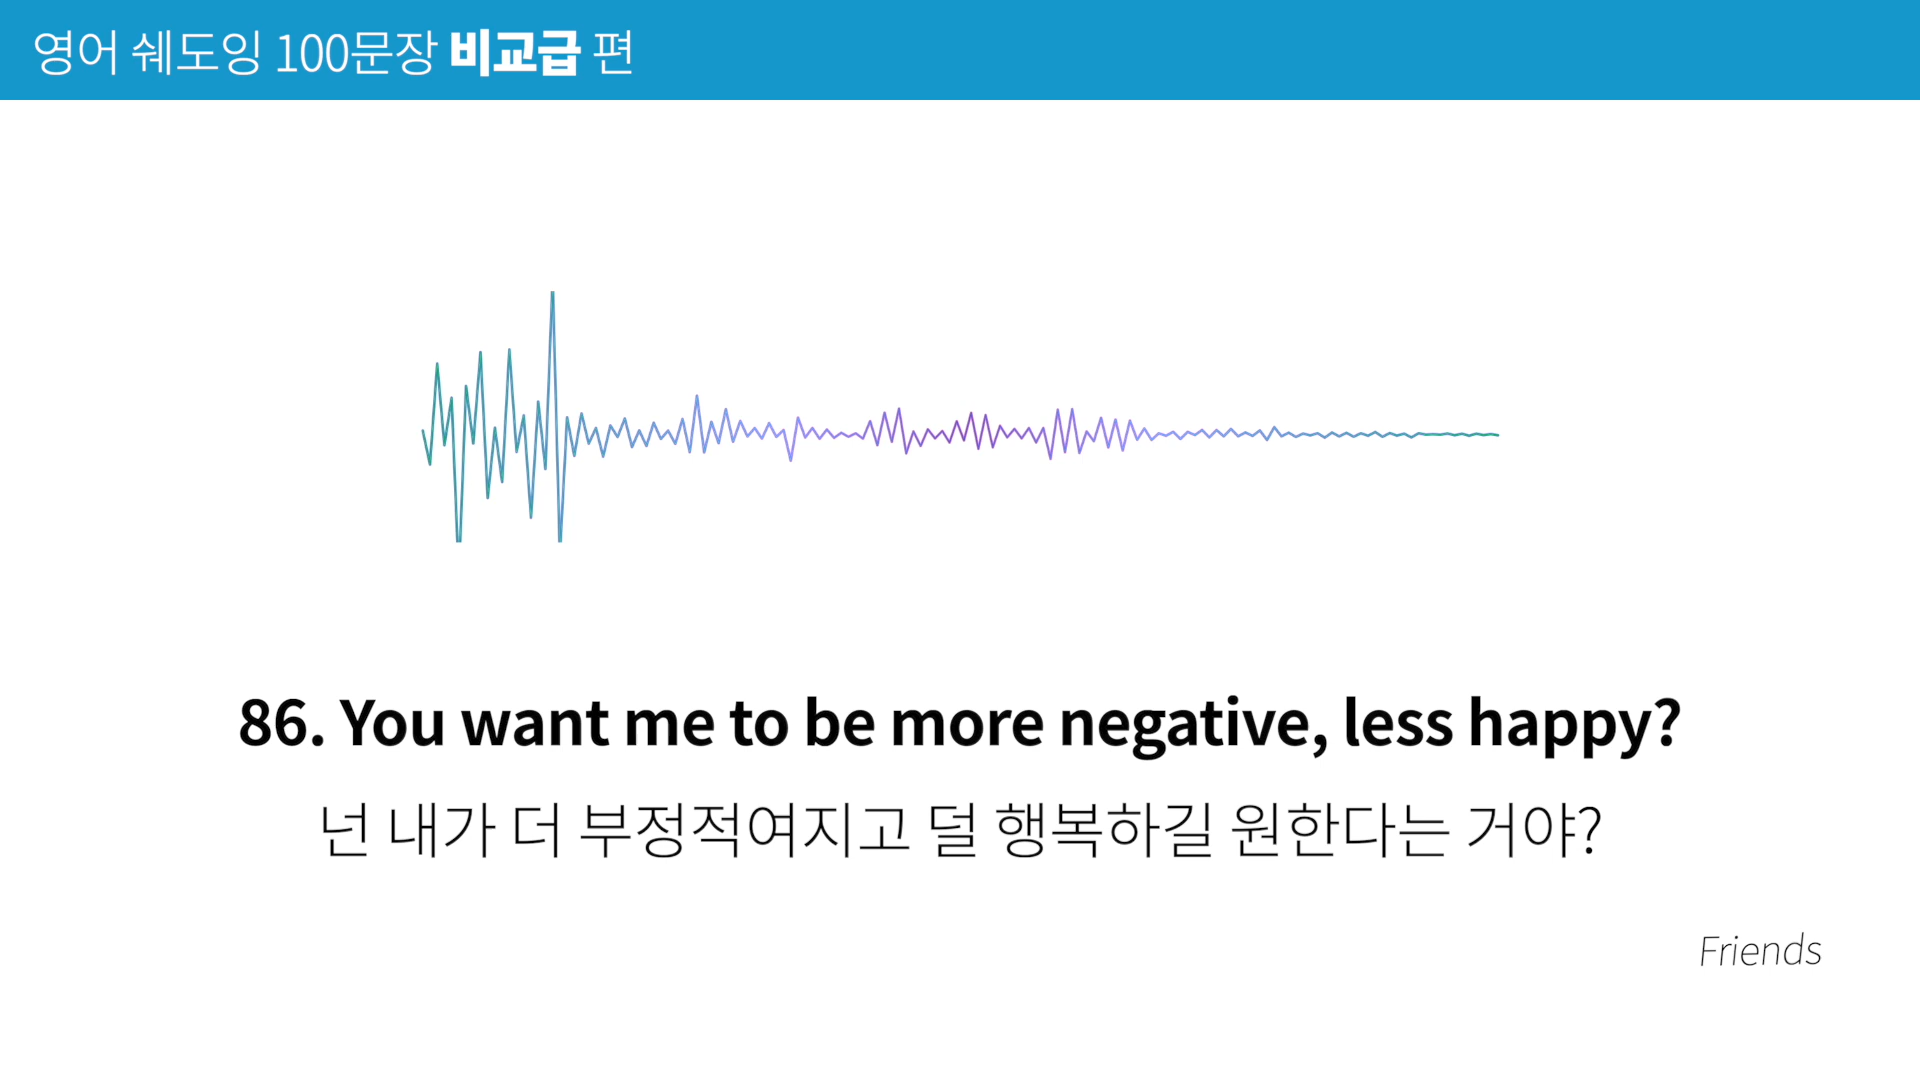 영어 쉐도잉 100문장 비교급 편
86. You want me to be more negative, less happy?
넌 내가 더 부정적여지고 덜 행복하길 원한다는 거야?
Friends